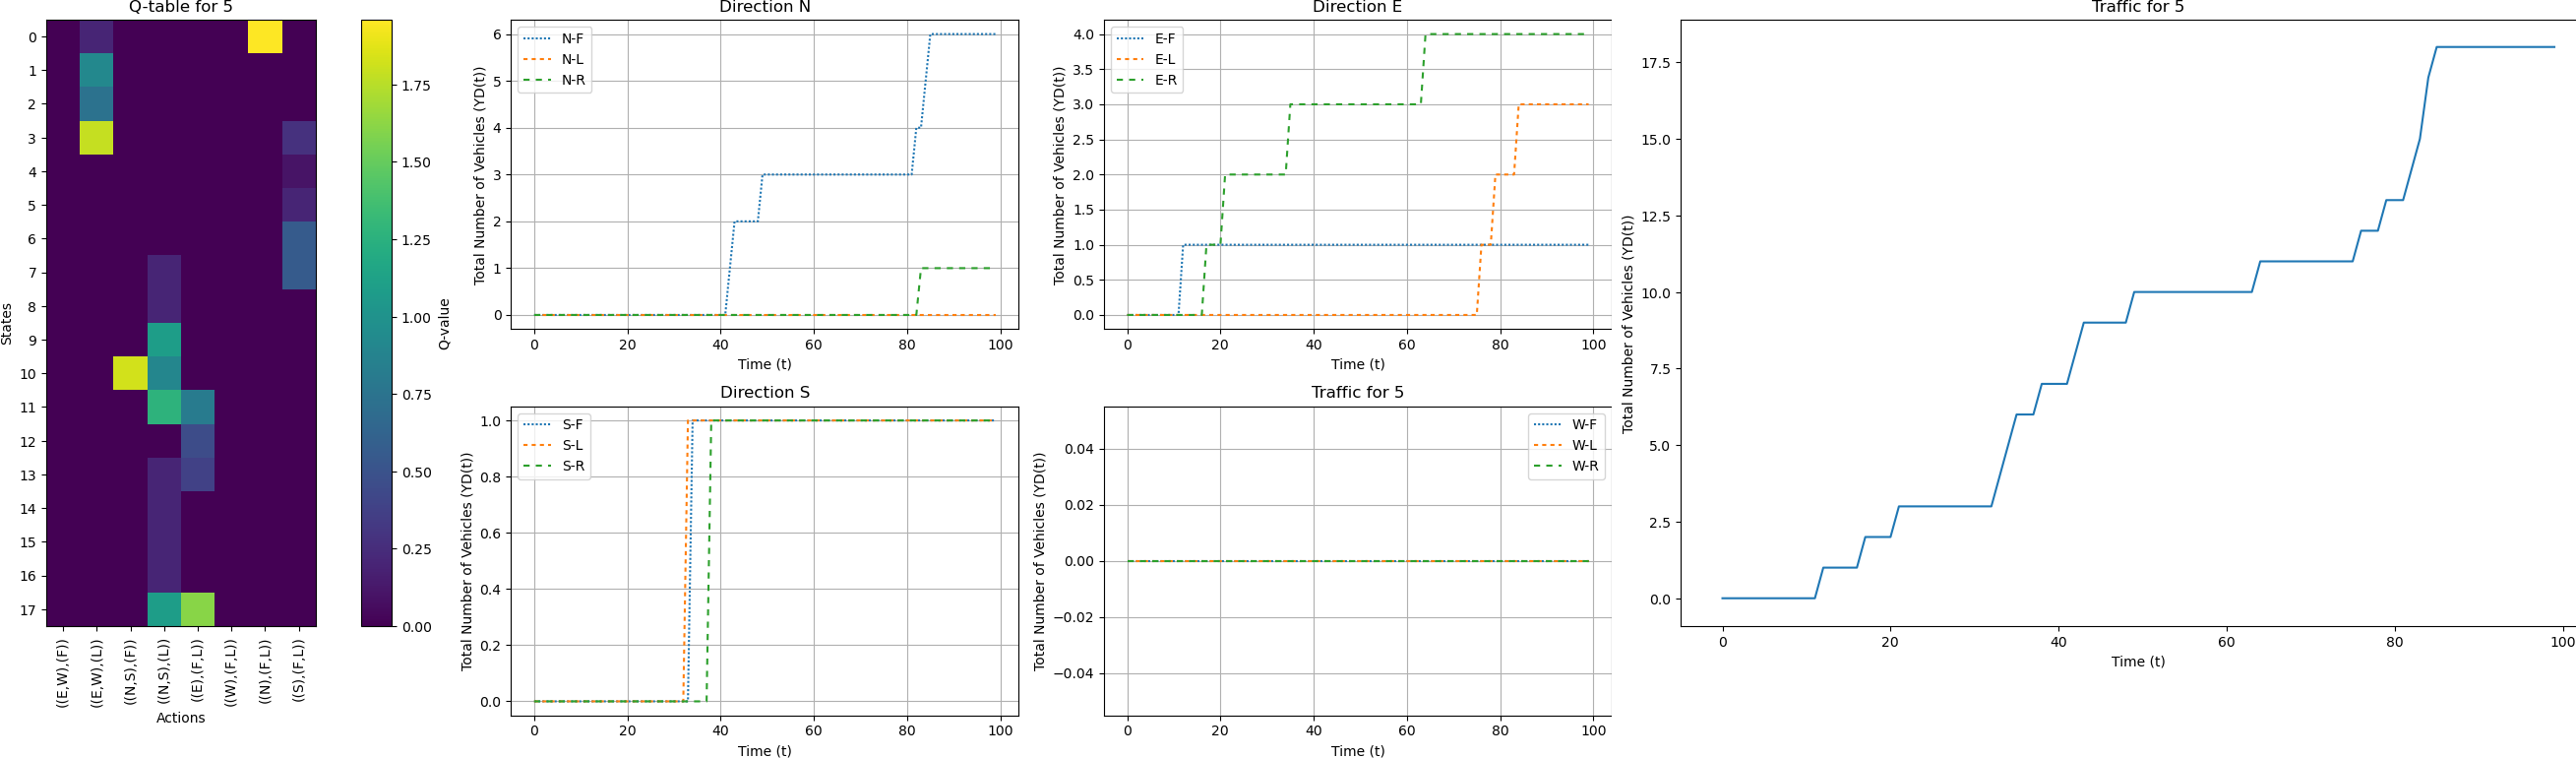 Q-table for 5
0
1
2
3
4
5
6
7
8
9
10
11
12
13
14
15
16
17
States
((E,W),(F))
((E,W),(L))
((N,S),(F))
((N,S),(L))
((E),(F,L))
((W),(F,L))
((N),(F,L))
((S),(F,L))
Actions
1.75
1.50
1.25
1.00
0.75
0.50
0.25
0.00
Q-value
Direction N
N-F
N-L
N-R
6
5
4
3
2
1
0
0 20 40 60 80 100
Total Number of Vehicles (YD(t))
Time (t)
Direction E
E-F
E-L
E-R
4.0
3.5
3.0
2.5
2.0
1.5
1.0
0.5
0.0
0 20 40 60 80 100
Total Number of Vehicles (YD(t))
Time (t)
Direction S
S-F
S-L
S-R
1.0
0.8
0.6
0.4
0.2
0.0
0 20 40 60 80 100
Total Number of Vehicles (YD(t))
Time (t)
Traffic for 5
W-F
W-L
W-R
0.04
0.02
0.00
−0.02
−0.04
0 20 40 60 80 100
Total Number of Vehicles (YD(t))
Time (t)
Traffic for 5
17.5
15.0
12.5
10.0
7.5
5.0
2.5
0.0
0 20 40 60 80 100
Total Number of Vehicles (YD(t))
Time (t)